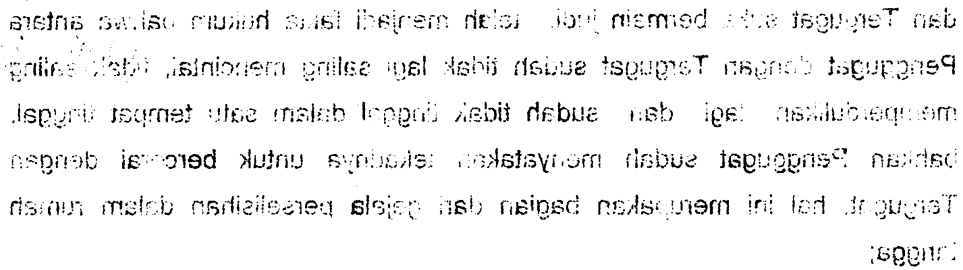 dan Tergugat suka bermain judi, telah menjadi fakta hukum bahwa antara
Penggugat dengan Tergugat sudah tidak lagi saling mencintai, tidak saling
memperdulikan lagi dan sudah tidak tinggal dalam satu tempat tinggal,
bahkan Penggugat sudah menyatakan tekadnya untuk bercerai dengan
Tergugat, hal ini merupakan bagian dari gejala perselisihan dalam rumah
tangga;